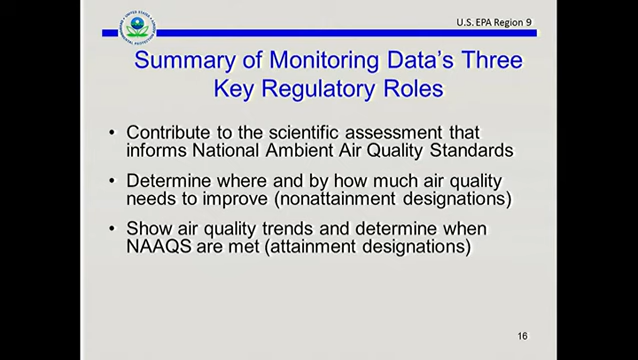 U.S. EPA Region 9
Summary of Monitoring Data's Three
Key Regulatory Roles
• Contribute to the scientific assessment that
informs National Ambient Air Quality Standards
• Determine where and by how much air quality
needs to improve (nonattainment designations)
• Show air quality trends and determine when
NAAQS are met (attainment designations)
16